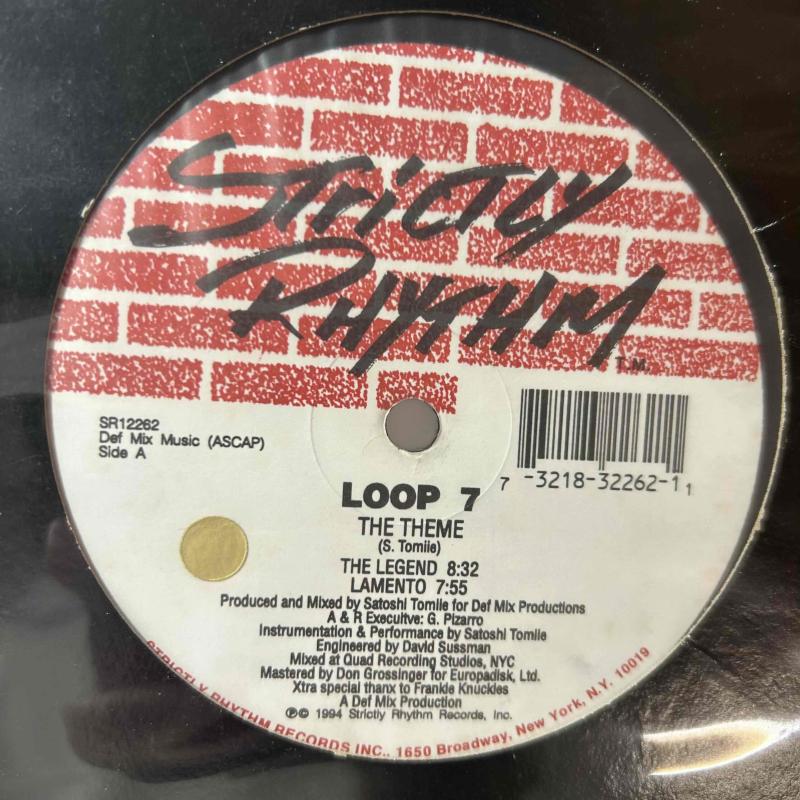 STRICTLY
RHYTHM
T.M.
SR12262
Def Mix Music (ASCAP)
Side A
7 -3218-32262-1 1
LOOP 7
THE THEME
(S. Tomiie)
THE LEGEND 8:32
LAMENTO 7:55
Produced and Mixed by Satoshi Tomiie for Def Mix Productions
A & R Execuitve: G. Pizarro
Instrumentation & Performance by Satoshi Tomiie
Engineered by David Sussman
Mixed at Quad Recording Studios, NYC
Mastered by Don Grossinger for Europadisk, Ltd.
Xtra special thanx to Frankie Knuckles
A Def Mix Production
℗© 1994 Strictly Rhythm Records, Inc.
STRICTLY RHYTHM RECORDS INC., 1650 Broadway, New York, N.Y. 10019